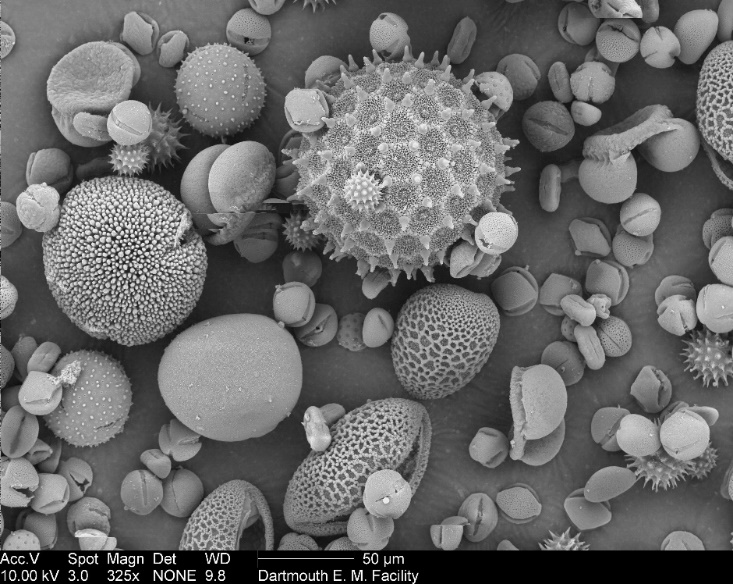 Acc.V Spot Magn Det WD 50 µm
10.00 kV 3.0 325x NONE 9.8 Dartmouth E. M. Facility